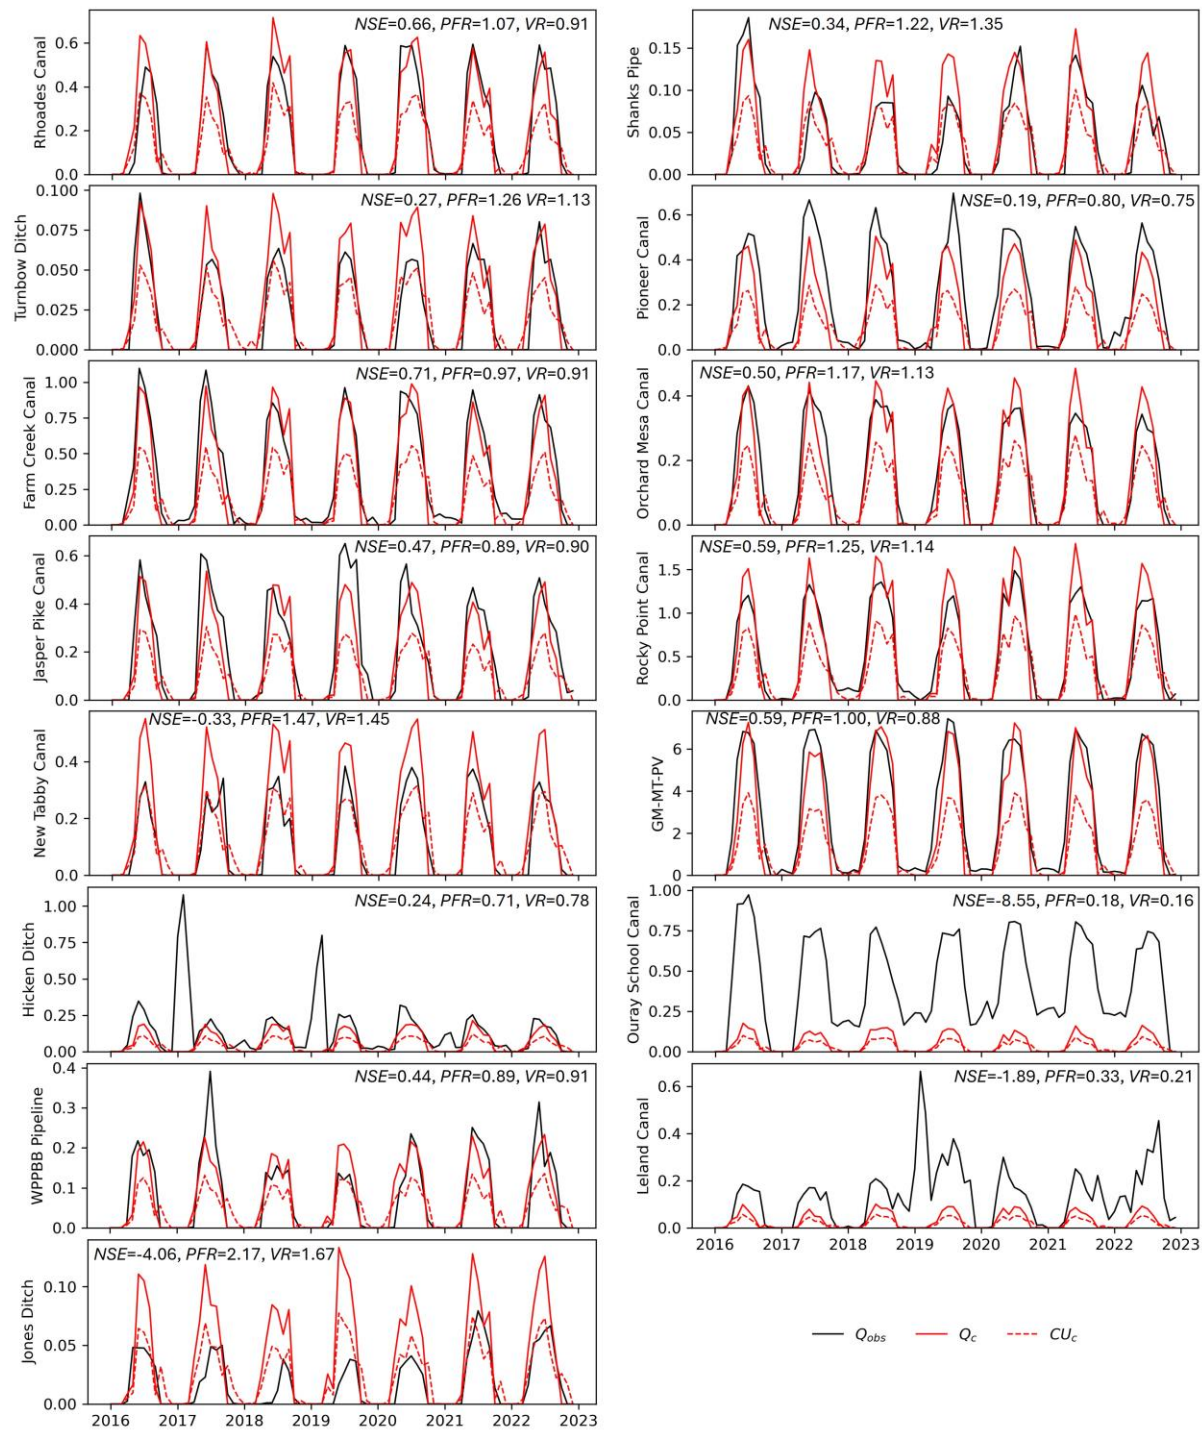 NSE=0.66, PFR=1.07, VR=0.91
Rhoades Canal
0.6
0.4
0.2
0.0
NSE=0.34, PFR=1.22, VR=1.35
Shanks Pipe
0.15
0.10
0.05
0.00
NSE=0.27, PFR=1.26 VR=1.13
Turnbow Ditch
0.100
0.075
0.050
0.025
0.000
NSE=0.19, PFR=0.80, VR=0.75
Pioneer Canal
0.6
0.4
0.2
0.0
NSE=0.71, PFR=0.97, VR=0.91
Farm Creek Canal
1.00
0.75
0.50
0.25
0.00
NSE=0.50, PFR=1.17, VR=1.13
Orchard Mesa Canal
0.4
0.2
0.0
NSE=0.47, PFR=0.89, VR=0.90
Jasper Pike Canal
0.6
0.4
0.2
0.0
NSE=0.59, PFR=1.25, VR=1.14
Rocky Point Canal
1.5
1.0
0.5
0.0
NSE=-0.33, PFR=1.47, VR=1.45
New Tabby Canal
0.4
0.2
0.0
NSE=0.59, PFR=1.00, VR=0.88
GM-MT-PV
6
4
2
0
NSE=0.24, PFR=0.71, VR=0.78
Hicken Ditch
1.00
0.75
0.50
0.25
0.00
NSE=-8.55, PFR=0.18, VR=0.16
Ouray School Canal
1.00
0.75
0.50
0.25
0.00
NSE=0.44, PFR=0.89, VR=0.91
WPPBB Pipeline
0.4
0.3
0.2
0.1
0.0
NSE=-1.89, PFR=0.33, VR=0.21
Leland Canal
0.6
0.4
0.2
0.0
2016 2017 2018 2019 2020 2021 2022 2023
NSE=-4.06, PFR=2.17, VR=1.67
Jones Ditch
0.10
0.05
0.00
2016 2017 2018 2019 2020 2021 2022 2023
Qobs Qc CUc